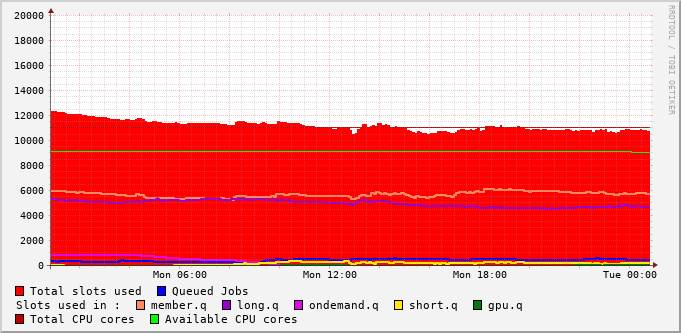 RRDTOOL / TOBI OETIKER
20000
18000
16000
14000
12000
10000
8000
6000
4000
2000
0
Mon 06:00 Mon 12:00 Mon 18:00 Tue 00:00
Total slots used Queued Jobs
Slots used in : member.q long.q ondemand.q short.q gpu.q
Total CPU cores Available CPU cores